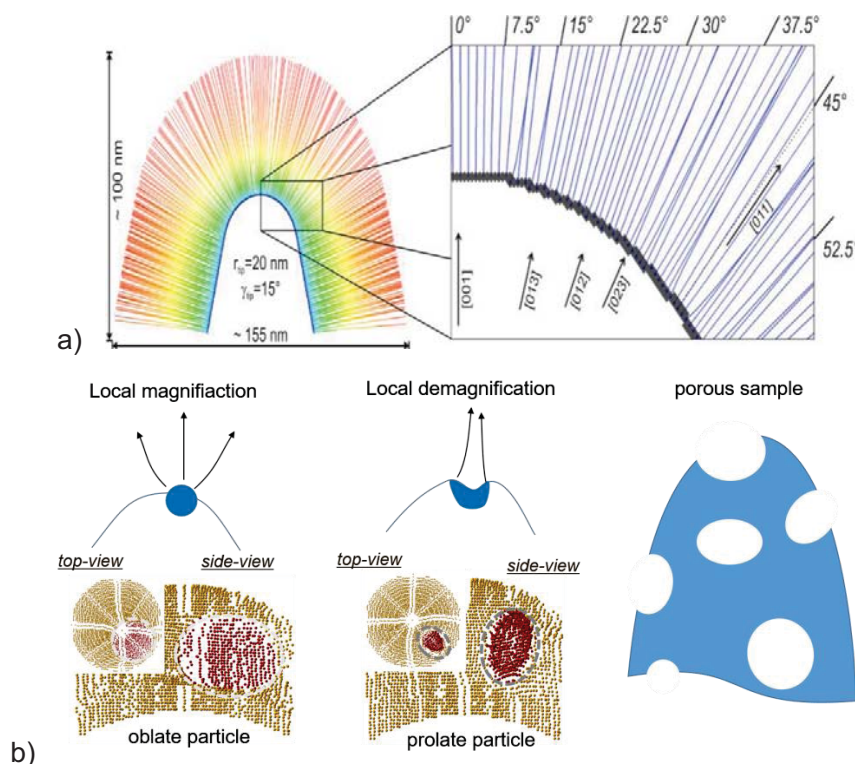 0°
7.5°
15°
22.5°
30°
37.5°
45°
52.5°
~ 100 nm
r_tip=20 nm
γ_tip=15°
~ 155 nm
[001]
[013]
[012]
[023]
[011]
a)
Local magnifiaction
Local demagnification
porous sample
top-view
side-view
top-view
side-view
oblate particle
prolate particle
b)